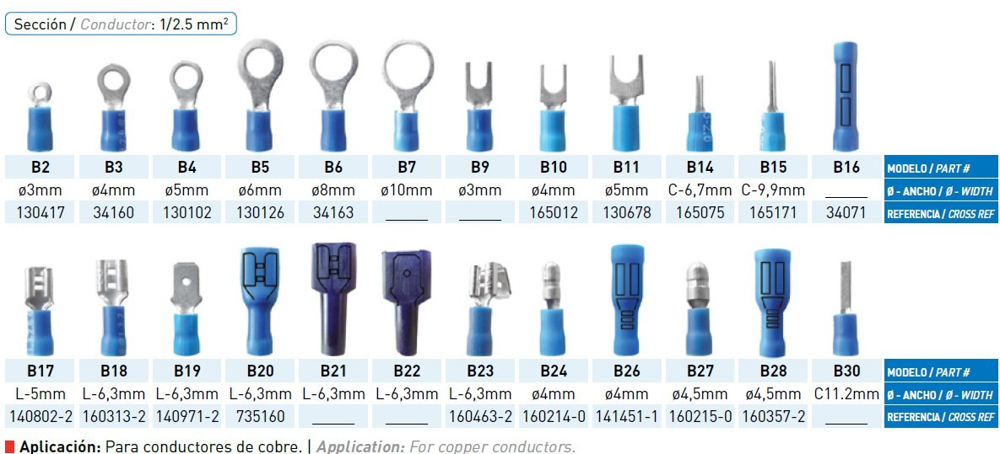 Sección / Conductor: 1/2.5 mm²
B2 B3 B4 B5 B6 B7 B9 B10 B11 B14 B15 B16 MODELO / PART #
ø3mm ø4mm ø5mm ø6mm ø8mm ø10mm ø3mm ø4mm ø5mm C-6,7mm C-9,9mm _____ Ø - ANCHO / Ø - WIDTH
130417 34160 130102 130126 34163 _____ _____ 165012 130678 165075 165171 34071 REFERENCIA / CROSS REF
B17 B18 B19 B20 B21 B22 B23 B24 B26 B27 B28 B30 MODELO / PART #
L-5mm L-6,3mm L-6,3mm L-6,3mm L-6,3mm L-6,3mm L-6,3mm ø4mm ø4mm ø4,5mm ø4,5mm C11.2mm Ø - ANCHO / Ø - WIDTH
140802-2 160313-2 140971-2 735160 _____ _____ 160463-2 160214-0 141451-1 160215-0 160357-2 _____ REFERENCIA / CROSS REF
Aplicación: Para conductores de cobre. | Application: For copper conductors.